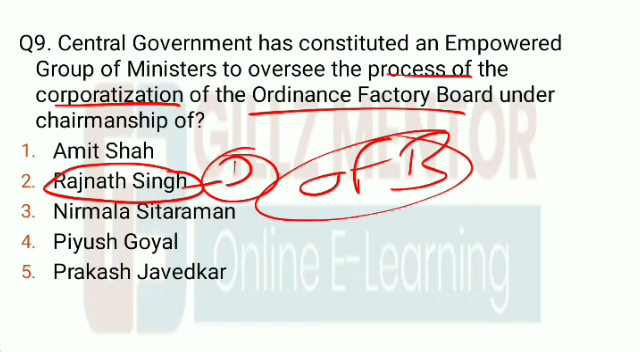 Q9. Central Government has constituted an Empowered
Group of Ministers to oversee the process of the
corporatization of the Ordinance Factory Board under
chairmanship of?
1. Amit Shah
2. Rajnath Singh D OFB
3. Nirmala Sitaraman
4. Piyush Goyal
5. Prakash Javedkar
GILLZ MENTOR
Online E-Learning